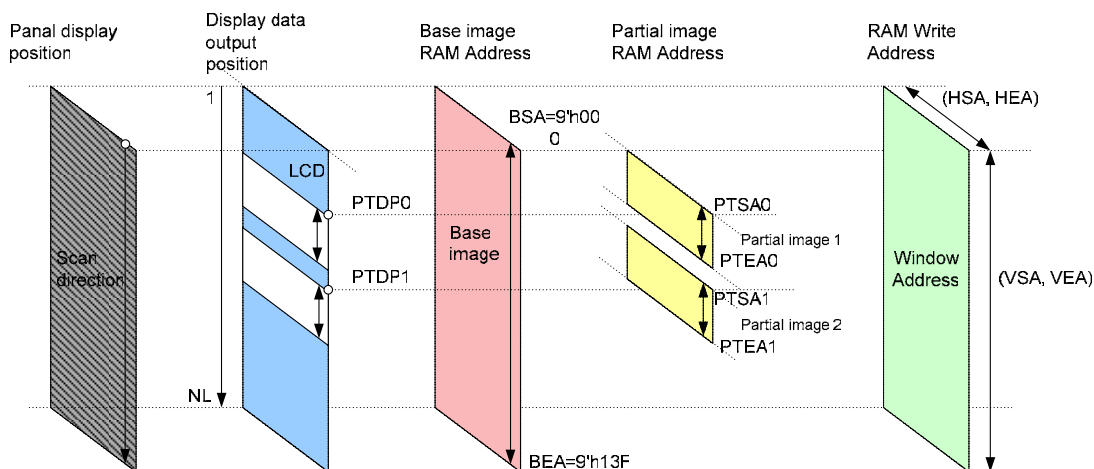 Panal display
position
Display data
output
position
Base image
RAM Address
Partial image
RAM Address
RAM Write
Address
1
BSA=9'h00
0
(HSA, HEA)
LCD
PTDP0
PTSA0
Partial image 1
PTEA0
Scan
direction
Base
image
Window
Address
PTDP1
PTSA1
(VSA, VEA)
Partial image 2
PTEA1
NL
BEA=9'h13F